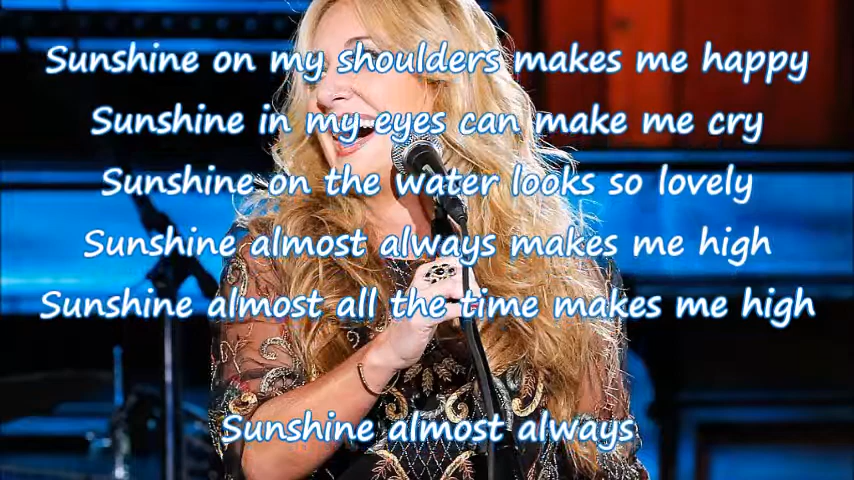 Sunshine on my shoulders makes me happy
Sunshine in my eyes can make me cry
Sunshine on the water looks so lovely
Sunshine almost always makes me high
Sunshine almost all the time makes me high
Sunshine almost always